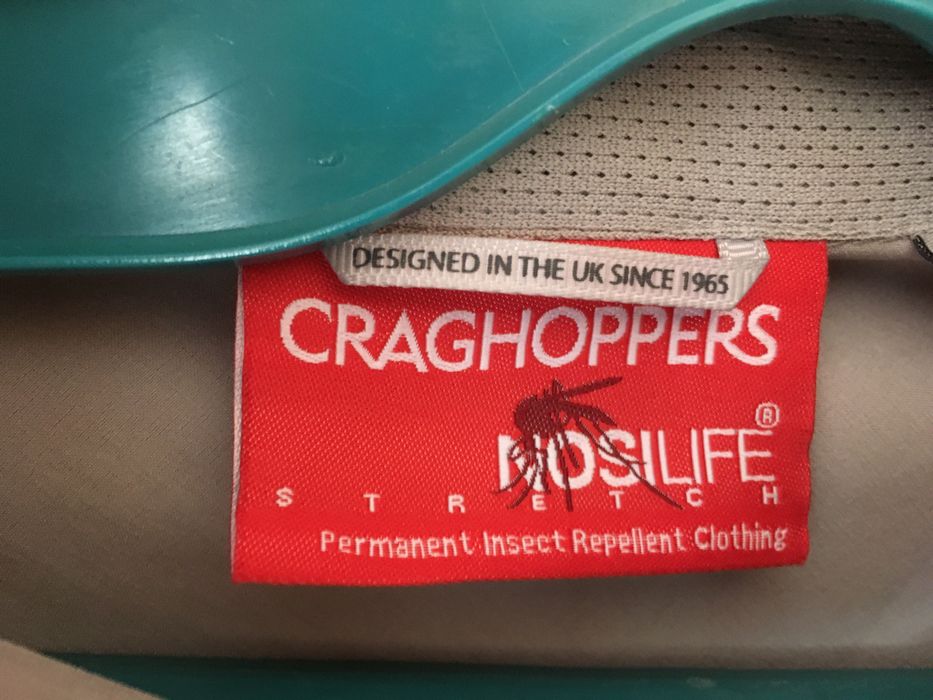 DESIGNED IN THE UK SINCE 1965
CRAGHOPPERS
NOSILIFE®
STRETCH
Permanent Insect Repellent Clothing